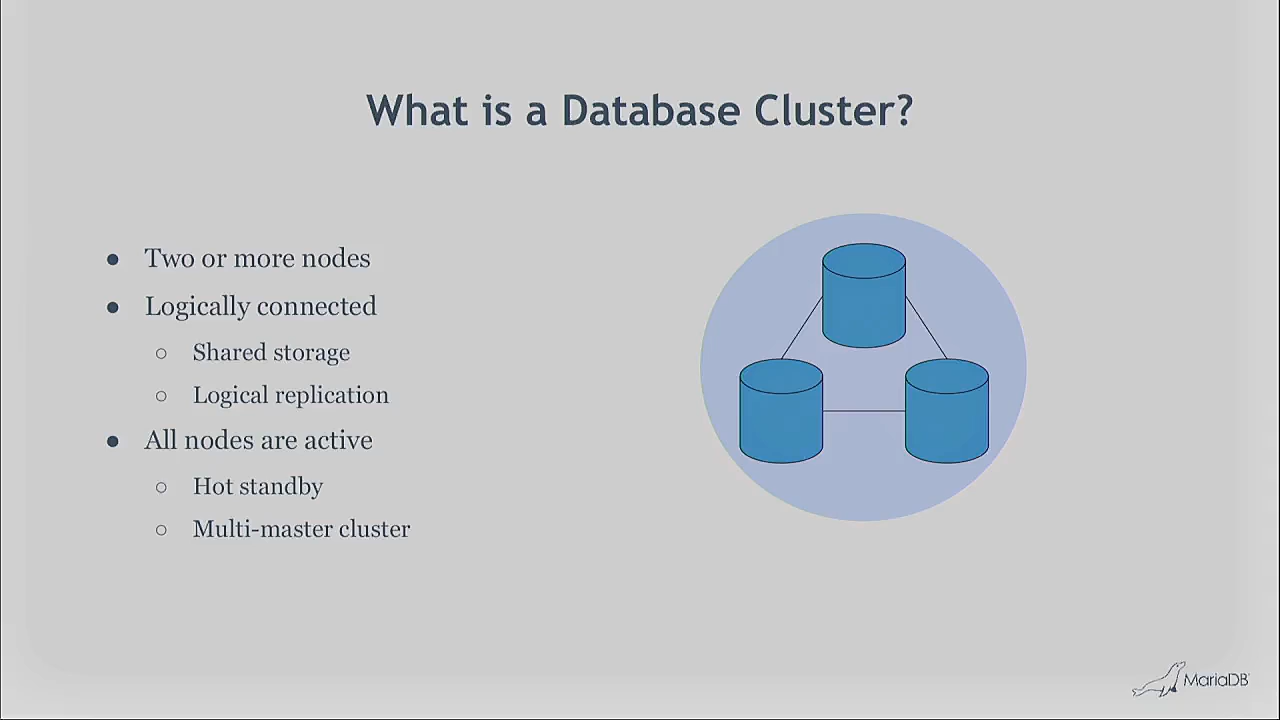 What is a Database Cluster?
● Two or more nodes
● Logically connected
○ Shared storage
○ Logical replication
● All nodes are active
○ Hot standby
○ Multi-master cluster
MariaDB